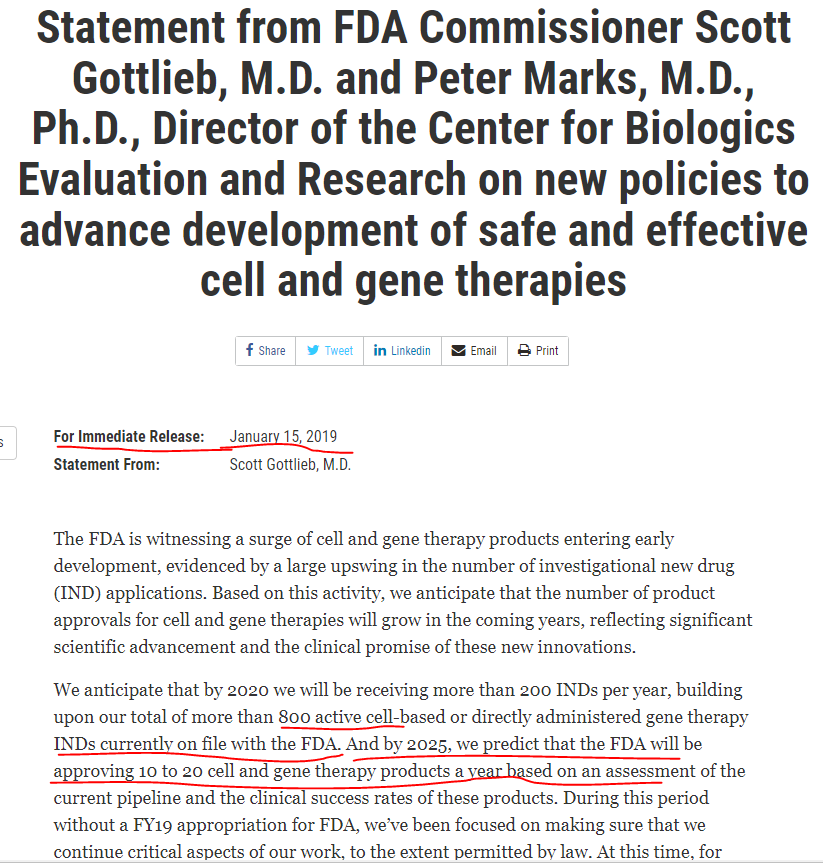 Statement from FDA Commissioner Scott
Gottlieb, M.D. and Peter Marks, M.D.,
Ph.D., Director of the Center for Biologics
Evaluation and Research on new policies to
advance development of safe and effective
cell and gene therapies
Share Tweet Linkedin Email Print
For Immediate Release: January 15, 2019
s
Statement From: Scott Gottlieb, M.D.
The FDA is witnessing a surge of cell and gene therapy products entering early
development, evidenced by a large upswing in the number of investigational new drug
(IND) applications. Based on this activity, we anticipate that the number of product
approvals for cell and gene therapies will grow in the coming years, reflecting significant
scientific advancement and the clinical promise of these new innovations.
We anticipate that by 2020 we will be receiving more than 200 INDs per year, building
upon our total of more than 800 active cell-based or directly administered gene therapy
INDs currently on file with the FDA. And by 2025, we predict that the FDA will be
approving 10 to 20 cell and gene therapy products a year based on an assessment of the
current pipeline and the clinical success rates of these products. During this period
without a FY19 appropriation for FDA, we’ve been focused on making sure that we
continue critical aspects of our work, to the extent permitted by law. At this time, for